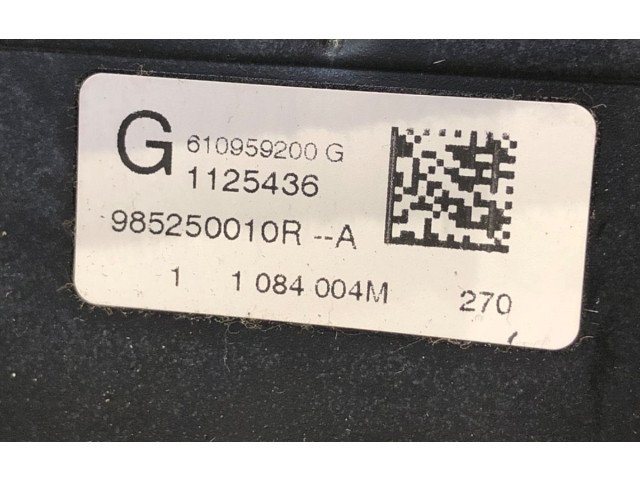 G 610959200 G
1125436
985250010R --A
1 1 084 004M 270